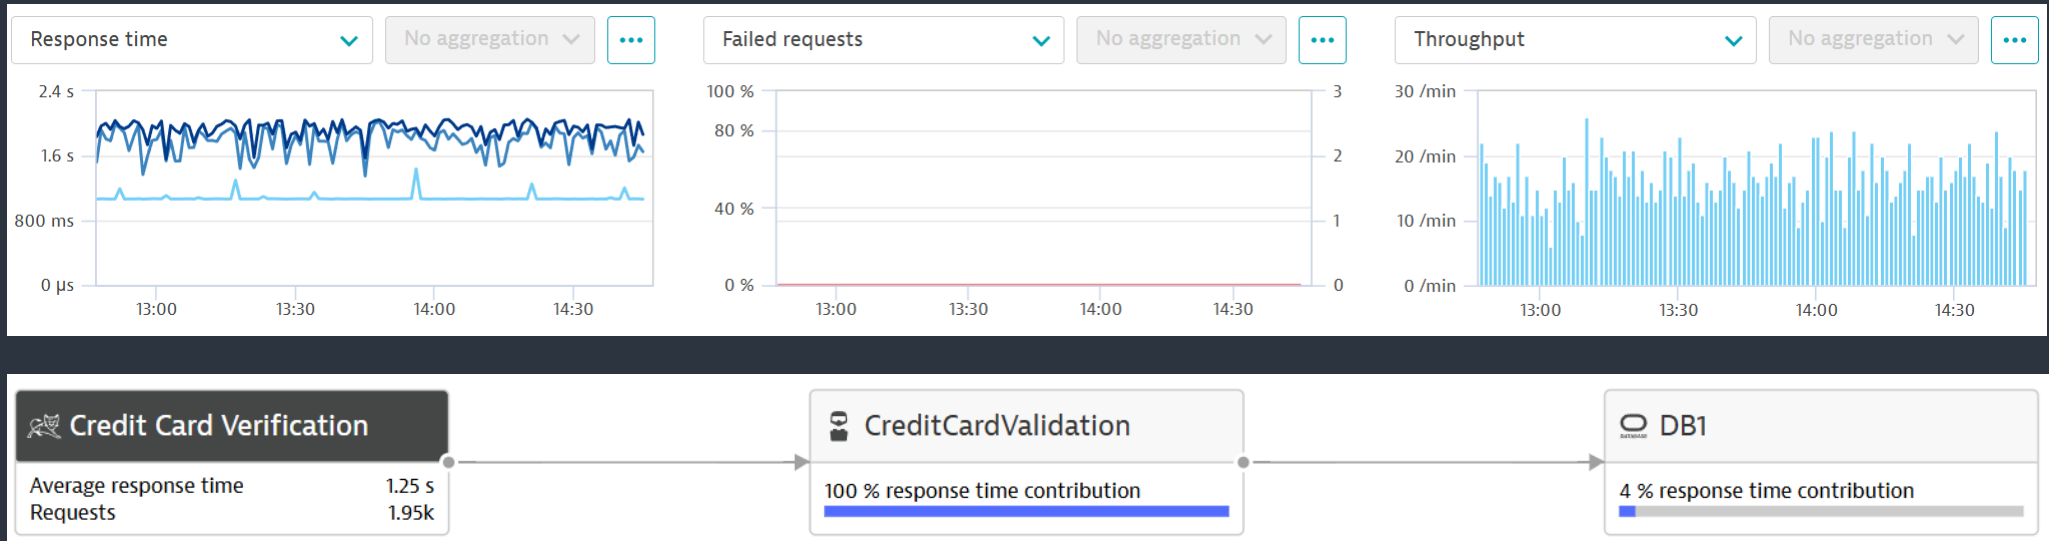 Response time
No aggregation
Failed requests
No aggregation
Throughput
No aggregation
2.4 s
1.6 s
800 ms
0 µs
13:00
13:30
14:00
14:30
100 %
80 %
40 %
0 %
3
2
1
0
13:00
13:30
14:00
14:30
30 /min
20 /min
10 /min
0 /min
13:00
13:30
14:00
14:30
Credit Card Verification
Average response time 1.25 s
Requests 1.95k
CreditCardValidation
100 % response time contribution
DB1
4 % response time contribution